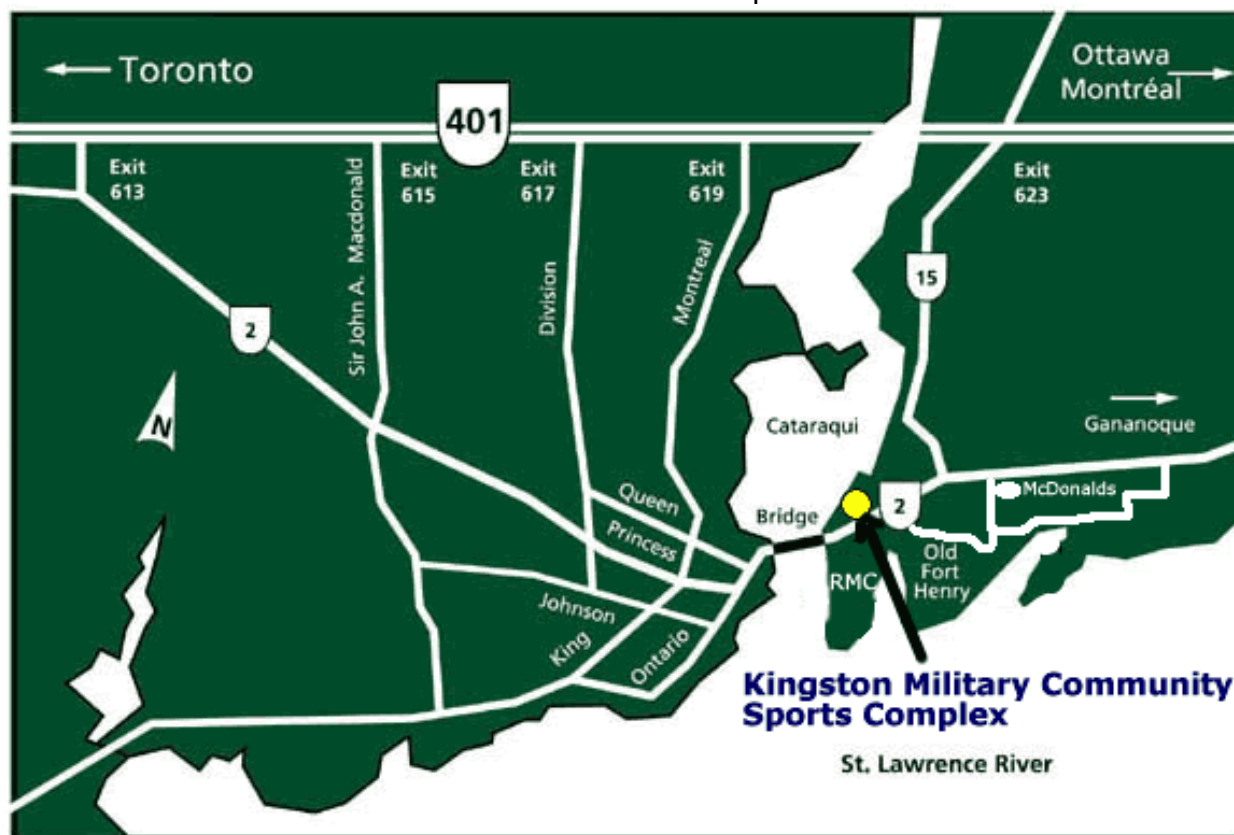 Toronto
Ottawa
Montréal
401
Exit
613
Sir John A. Macdonald
Exit
615
Exit
617
Exit
619
Exit
623
Division
Montreal
15
2
N
Gananoque
Cataraqui
Queen
McDonalds
Princess
Bridge
2
Old
Fort
Henry
RMC
Johnson
King
Ontario
Kingston Military Community
Sports Complex
St. Lawrence River